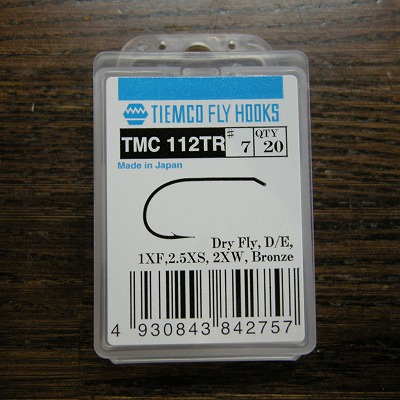 TIEMCO FLY HOOKS
TMC 112TR # 7 QTY 20
Made in Japan
Dry Fly, D/E,
1XF,2.5XS, 2XW, Bronze
4 930843 842757